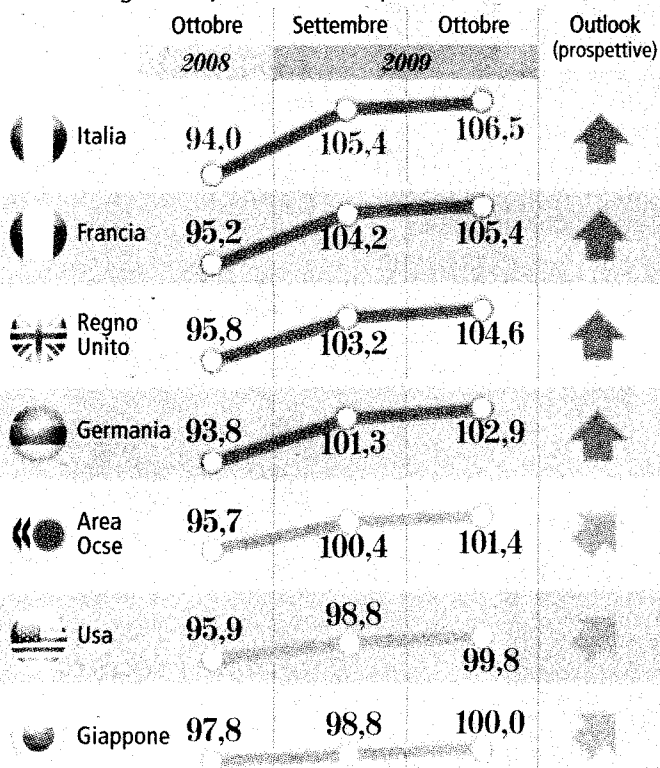 Ottobre Settembre Ottobre Outlook
(prospettive)
2008 2009
Italia 94,0 105,4 106,5
Francia 95,2 104,2 105,4
Regno
Unito 95,8 103,2 104,6
Germania 93,8 101,3 102,9
Area
Ocse 95,7 100,4 101,4
Usa 95,9 98,8 99,8
Giappone 97,8 98,8 100,0